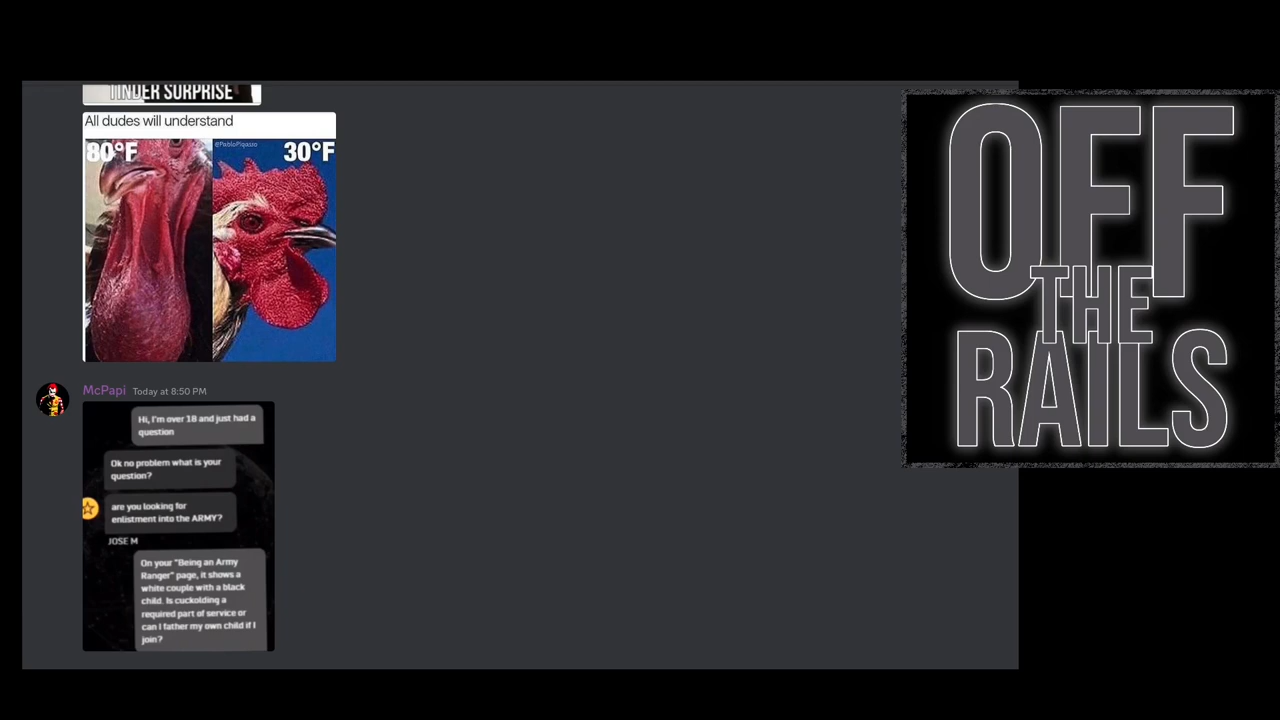 TINDER SURPRISE
All dudes will understand
80°F
@PabloPiqasso
30°F
McPapi Today at 8:50 PM
Hi, I'm over 18 and just had a
question
Ok no problem what is your
question?
are you looking for
enlistment into the ARMY?
JOSE M
On your "Being an Army
Ranger" page, it shows a
white couple with a black
child. Is cuckolding a
required part of service or
can I father my own child if I
join?
OFF
THE
RAILS